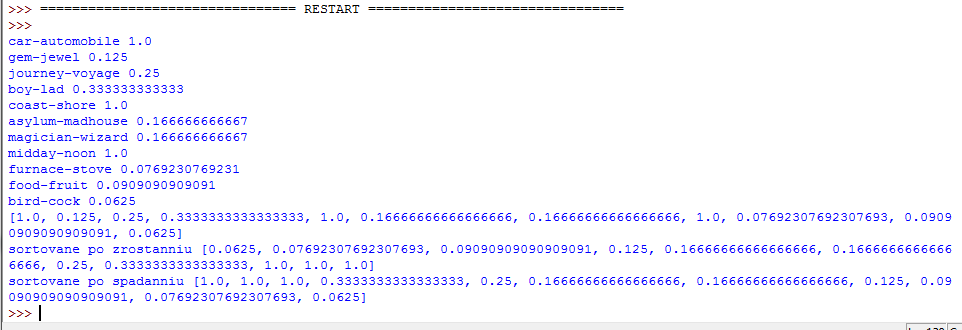 >>> ================================ RESTART ================================
>>>
car-automobile 1.0
gem-jewel 0.125
journey-voyage 0.25
boy-lad 0.333333333333
coast-shore 1.0
asylum-madhouse 0.166666666667
magician-wizard 0.166666666667
midday-noon 1.0
furnace-stove 0.0769230769231
food-fruit 0.0909090909091
bird-cock 0.0625
[1.0, 0.125, 0.25, 0.3333333333333333, 1.0, 0.16666666666666666, 0.16666666666666666, 1.0, 0.07692307692307693, 0.0909
0909090909091, 0.0625]
sortovane po zrostanniu [0.0625, 0.07692307692307693, 0.09090909090909091, 0.125, 0.16666666666666666, 0.1666666666666
6666, 0.25, 0.3333333333333333, 1.0, 1.0, 1.0]
sortovane po spadanniu [1.0, 1.0, 1.0, 0.3333333333333333, 0.25, 0.16666666666666666, 0.16666666666666666, 0.125, 0.09
090909090909091, 0.07692307692307693, 0.0625]
>>>